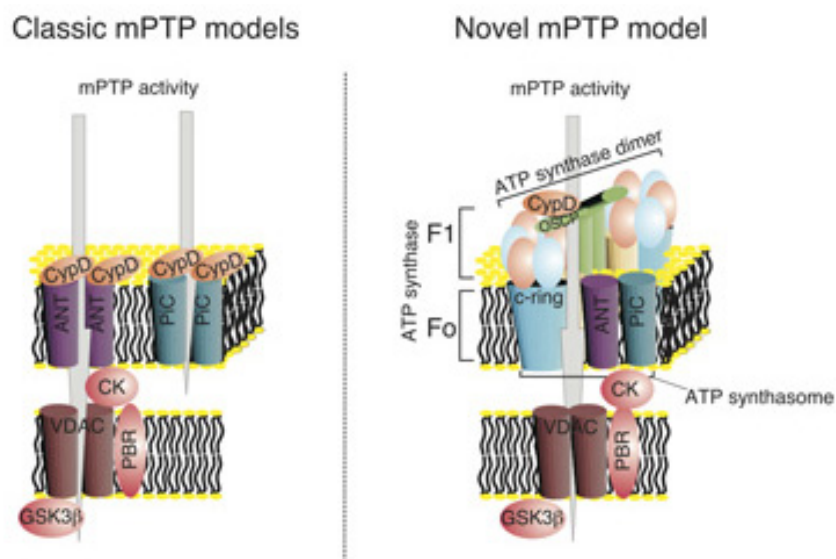 Classic mPTP models
mPTP activity
CypD
CypD
CypD
CypD
ANT
ANT
PiC
PiC
CK
VDAC
PBR
GSK3β
Novel mPTP model
mPTP activity
ATP synthase dimer
CypD
OSCP
ATP synthase
F1
Fo
c-ring
ANT
PiC
CK
ATP synthasome
VDAC
PBR
GSK3β